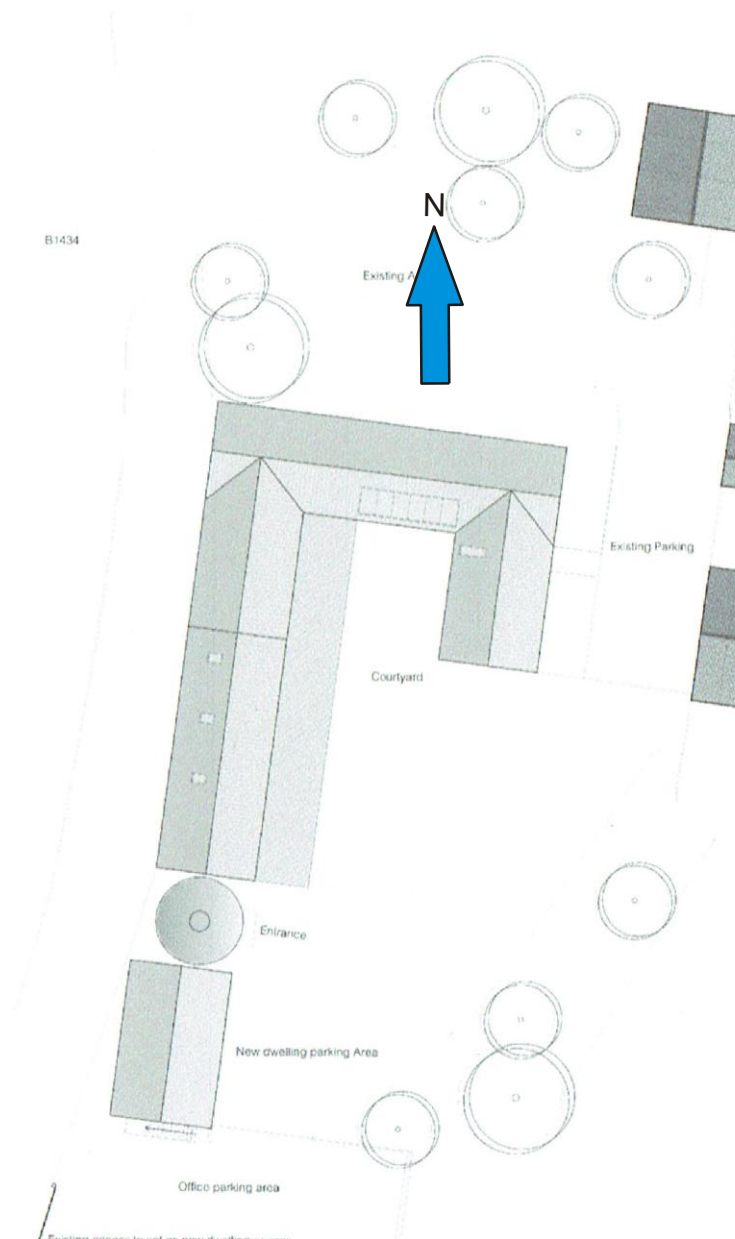 N
B1434
Existing
Existing Parking
Courtyard
Entrance
New dwelling parking Area
Office parking area